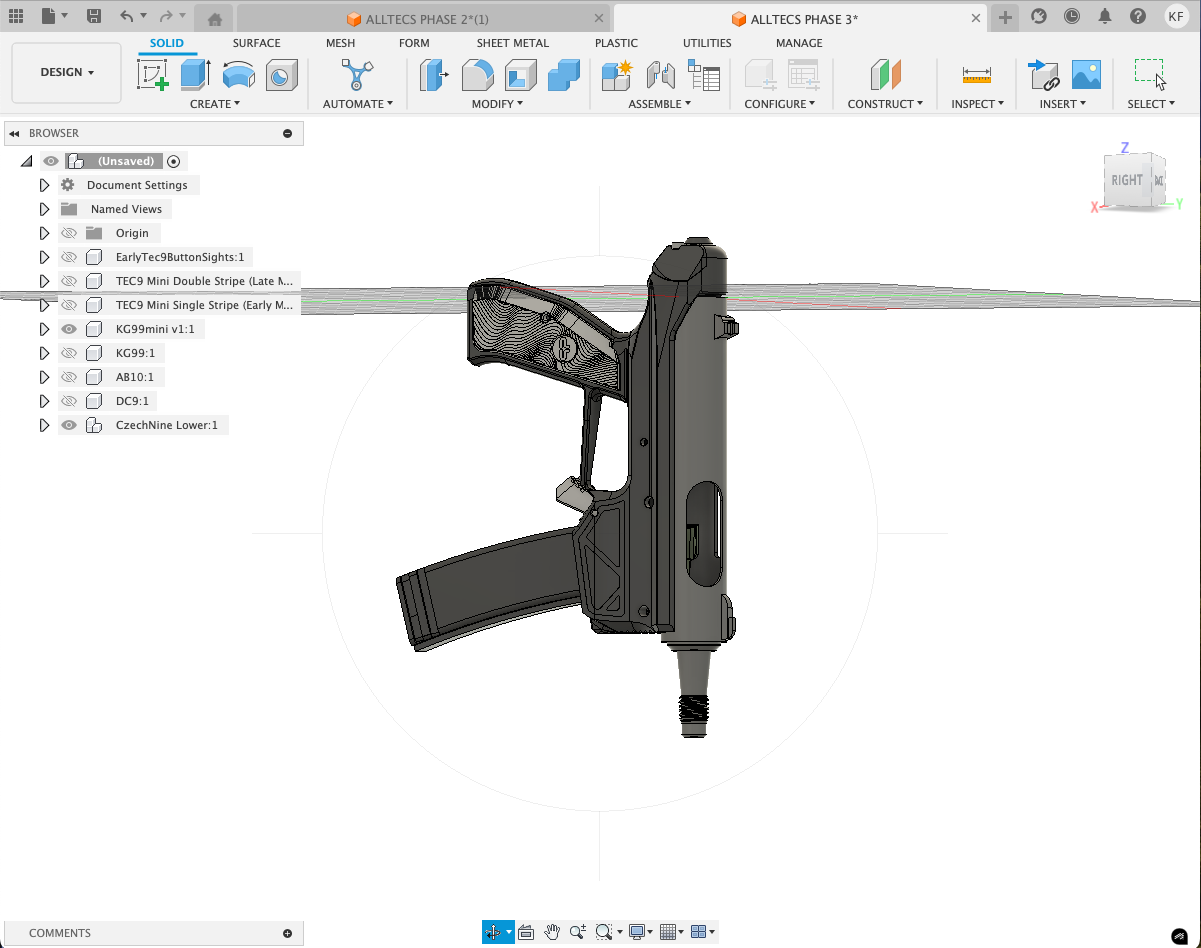 ALLTECS PHASE 2*(1)
ALLTECS PHASE 3*
KF
DESIGN
SOLID
SURFACE
MESH
FORM
SHEET METAL
PLASTIC
UTILITIES
MANAGE
CREATE
AUTOMATE
MODIFY
ASSEMBLE
CONFIGURE
CONSTRUCT
INSPECT
INSERT
SELECT
BROWSER
(Unsaved)
Document Settings
Named Views
Origin
EarlyTec9ButtonSights:1
TEC9 Mini Double Stripe (Late M...
TEC9 Mini Single Stripe (Early M...
KG99mini v1:1
KG99:1
AB10:1
DC9:1
CzechNine Lower:1
Z
RIGHT
X
Y
COMMENTS